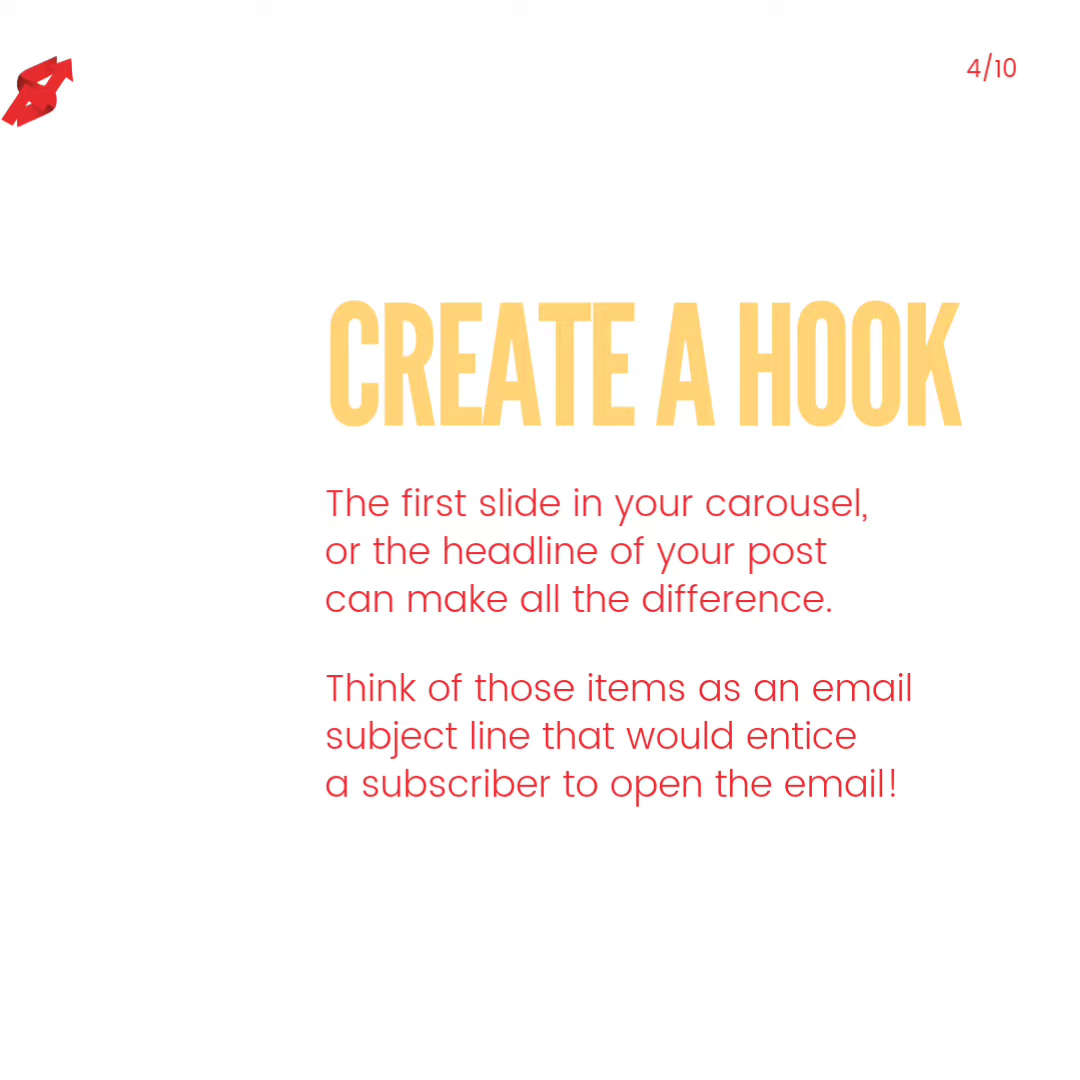 4/10
CREATE A HOOK
The first slide in your carousel,
or the headline of your post
can make all the difference.
Think of those items as an email
subject line that would entice
a subscriber to open the email!